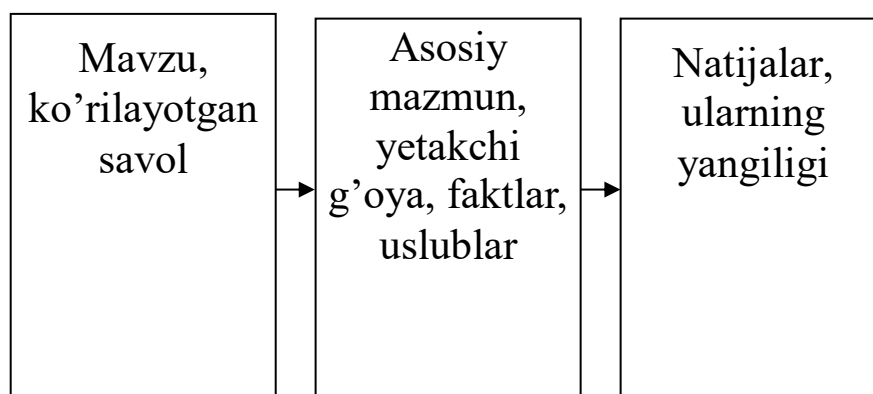 Mavzu,
ko’rilayotgan
savol
Asosiy
mazmun,
yetakchi
g’oya, faktlar,
uslublar
Natijalar,
ularning
yangiligi